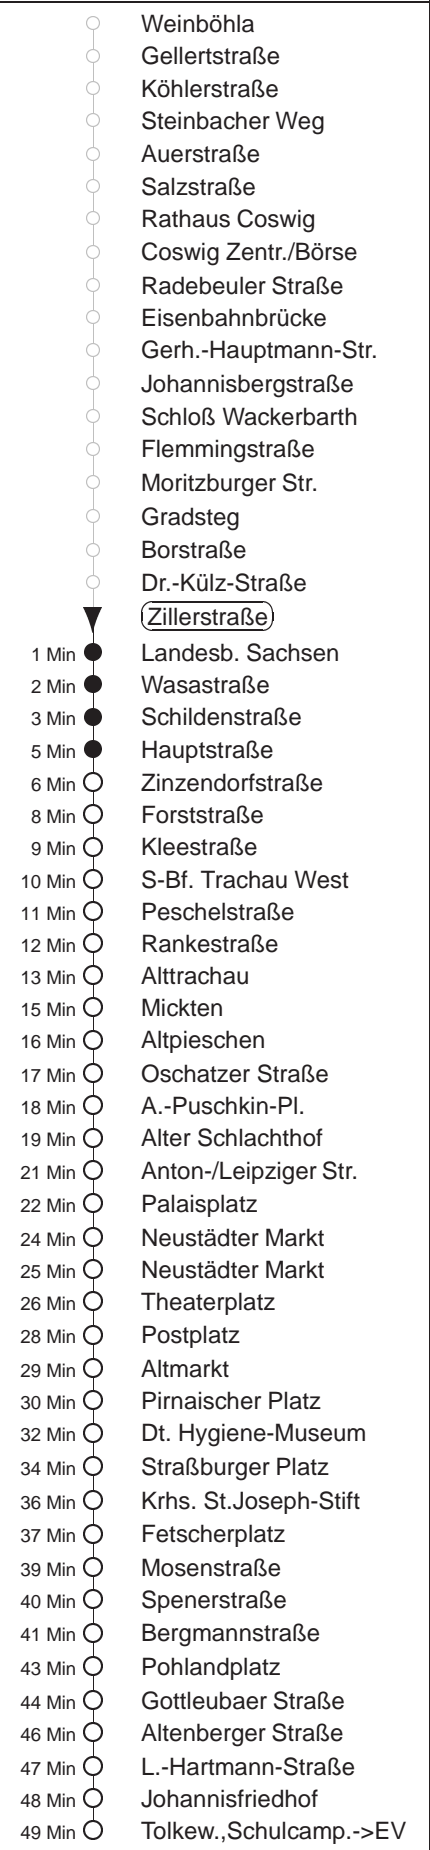 Weinböhla
Gellertstraße
Köhlerstraße
Steinbacher Weg
Auerstraße
Salzstraße
Rathaus Coswig
Coswig Zentr./Börse
Radebeuler Straße
Eisenbahnbrücke
Gerh.-Hauptmann-Str.
Johannisbergstraße
Schloß Wackerbarth
Flemmingstraße
Moritzburger Str.
Gradsteg
Borstraße
Dr.-Külz-Straße
Zillerstraße
1 Min Landesb. Sachsen
2 Min Wasastraße
3 Min Schildenstraße
5 Min Hauptstraße
6 Min Zinzendorfstraße
8 Min Forststraße
9 Min Kleestraße
10 Min S-Bf. Trachau West
11 Min Peschelstraße
12 Min Rankestraße
13 Min Alttrachau
15 Min Mickten
16 Min Altpieschen
17 Min Oschatzer Straße
18 Min A.-Puschkin-Pl.
19 Min Alter Schlachthof
21 Min Anton-/Leipziger Str.
22 Min Palaisplatz
24 Min Neustädter Markt
25 Min Neustädter Markt
26 Min Theaterplatz
28 Min Postplatz
29 Min Altmarkt
30 Min Pirnaischer Platz
32 Min Dt. Hygiene-Museum
34 Min Straßburger Platz
36 Min Krhs. St.Joseph-Stift
37 Min Fetscherplatz
39 Min Mosenstraße
40 Min Spenerstraße
41 Min Bergmannstraße
43 Min Pohlandplatz
44 Min Gottleubaer Straße
46 Min Altenberger Straße
47 Min L.-Hartmann-Straße
48 Min Johannisfriedhof
49 Min Tolkew.,Schulcamp.->EV